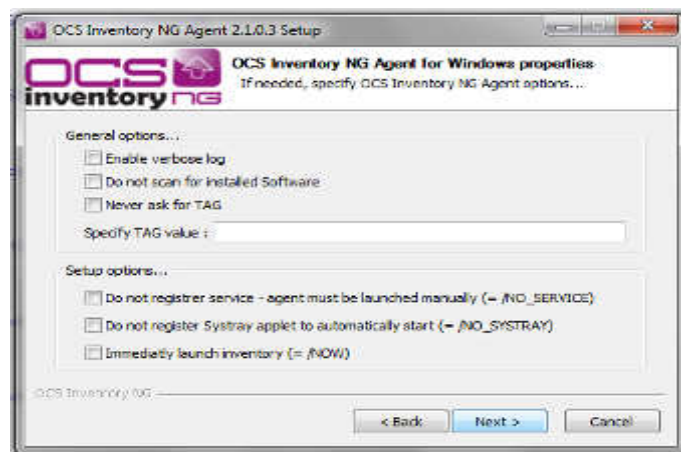 OCS Inventory NG Agent 2.1.0.3 Setup
OCS
inventory NG
OCS Inventory NG Agent for Windows properties
If needed, specify OCS Inventory NG Agent options...
General options...
Enable verbose log
Do not scan for installed Software
Never ask for TAG
Specify TAG value :
Setup options...
Do not registrer service - agent must be launched manually (= /NO_SERVICE)
Do not register Systray applet to automatically start (= /NO_SYSTRAY)
Immediatly launch inventory (= /NOW)
OCS Inventory NG
< Back
Next >
Cancel